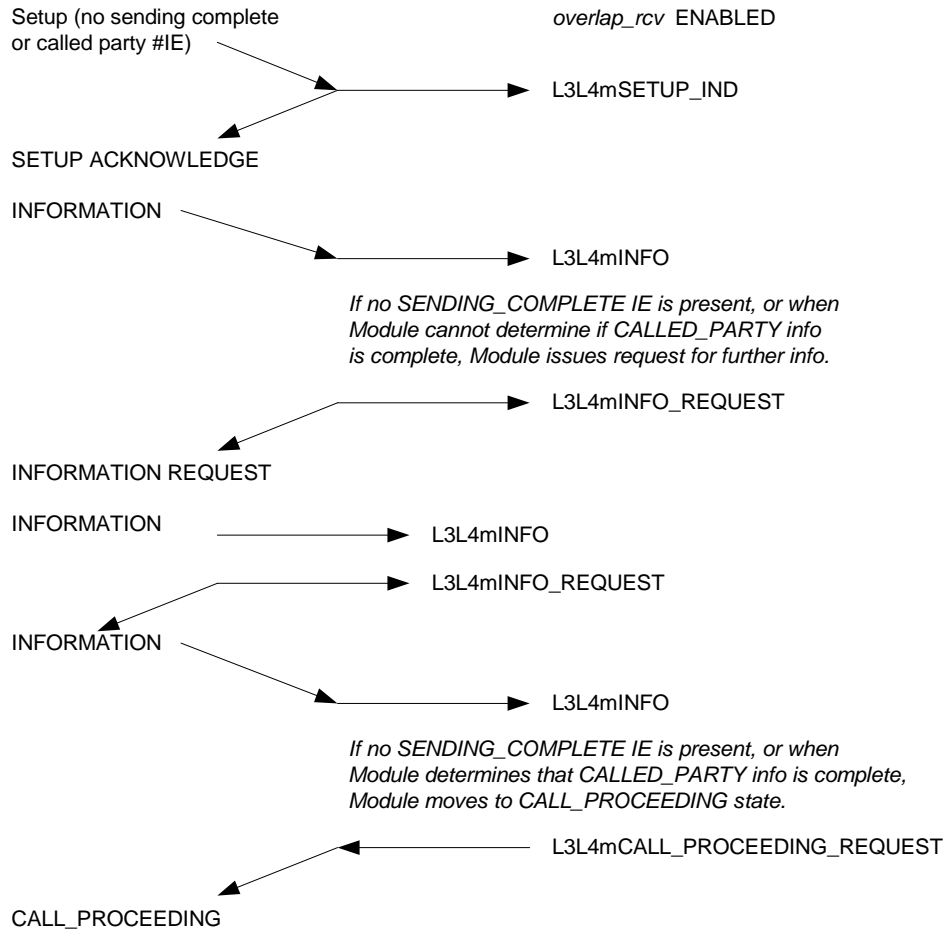 Setup (no sending complete
or called party #IE)
overlap_rcv ENABLED
L3L4mSETUP_IND
SETUP ACKNOWLEDGE
INFORMATION
L3L4mINFO
If no SENDING_COMPLETE IE is present, or when
Module cannot determine if CALLED_PARTY info
is complete, Module issues request for further info.
L3L4mINFO_REQUEST
INFORMATION REQUEST
INFORMATION
L3L4mINFO
L3L4mINFO_REQUEST
INFORMATION
L3L4mINFO
If no SENDING_COMPLETE IE is present, or when
Module determines that CALLED_PARTY info is complete,
Module moves to CALL_PROCEEDING state.
L3L4mCALL_PROCEEDING_REQUEST
CALL_PROCEEDING